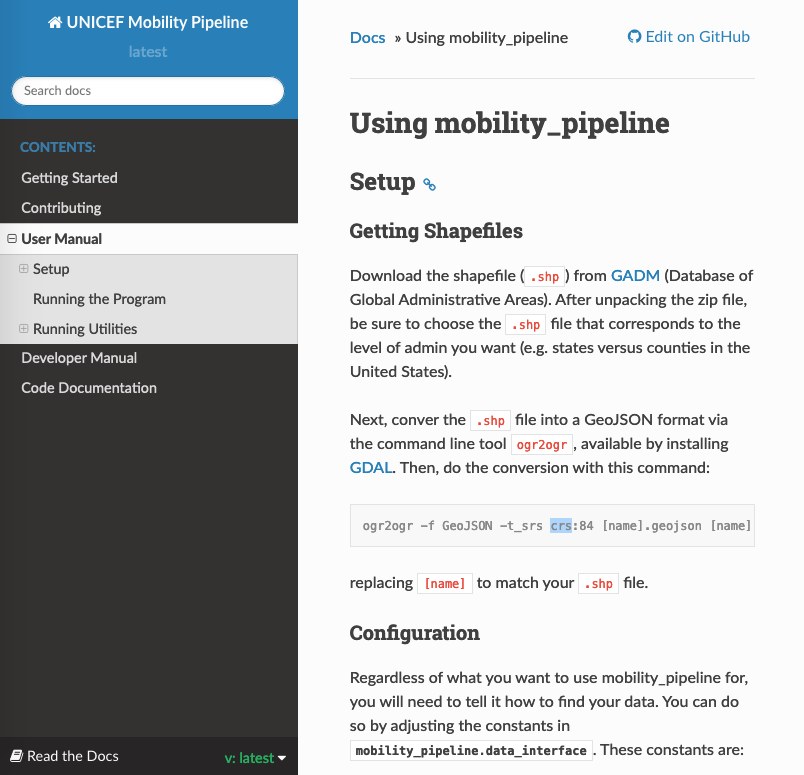 UNICEF Mobility Pipeline
latest
Search docs
CONTENTS:
Getting Started
Contributing
User Manual
Setup
Running the Program
Running Utilities
Developer Manual
Code Documentation
Read the Docs
v: latest
Docs » Using mobility_pipeline
Edit on GitHub
Using mobility_pipeline
Setup
Getting Shapefiles
Download the shapefile ( .shp ) from GADM (Database of
Global Administrative Areas). After unpacking the zip file,
be sure to choose the .shp file that corresponds to the
level of admin you want (e.g. states versus counties in the
United States).
Next, conver the .shp file into a GeoJSON format via
the command line tool ogr2ogr , available by installing
GDAL. Then, do the conversion with this command:
ogr2ogr -f GeoJSON -t_srs crs:84 [name].geojson [name]
replacing [name] to match your .shp file.
Configuration
Regardless of what you want to use mobility_pipeline for,
you will need to tell it how to find your data. You can do
so by adjusting the constants in
mobility_pipeline.data_interface . These constants are: